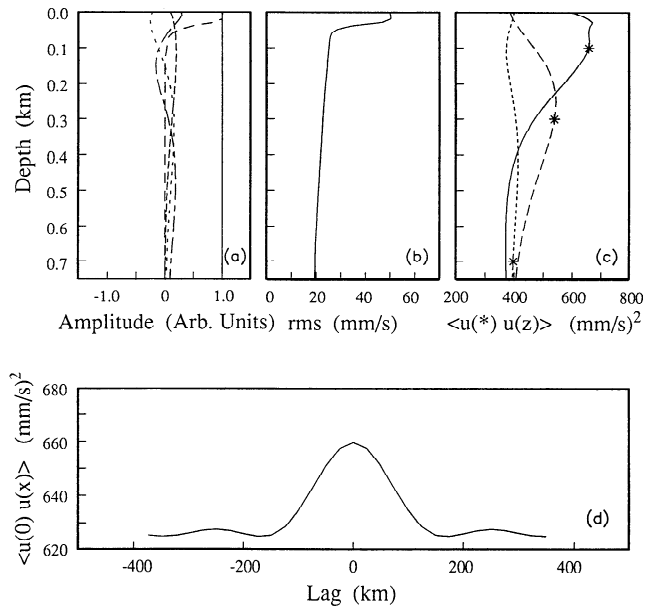 0.0
0.1
0.2
0.3
0.4
0.5
0.6
0.7
Depth (km)
(a)
(b)
(c)
-1.0 0 1.0 0 20 40 60 80 200 400 600 800
Amplitude (Arb. Units) rms (mm/s) <u(*) u(z)> (mm/s)²
680
660
640
620
<u(0) u(x)> (mm/s)²
(d)
-400 -200 0 200 400
Lag (km)